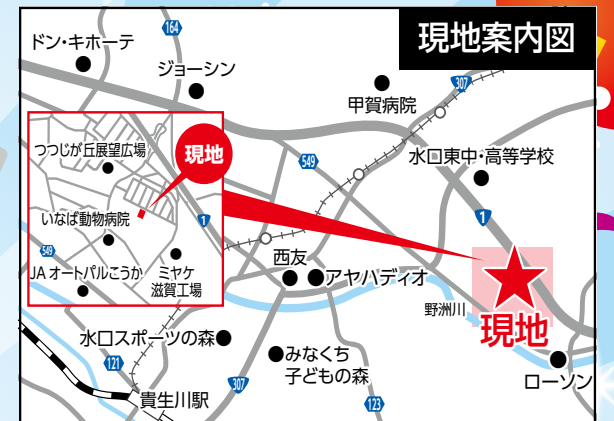 現地案内図
164
ドン・キホーテ
ジョーシン
307
甲賀病院
549
水口東中・高等学校
つつじが丘展望広場
現地
いなば動物病院
1
549
JA オートパルこうか
ミヤケ
滋賀工場
1
西友
アヤハディオ
野洲川
現地
水口スポーツの森
みなくち
子どもの森
ローソン
121
貴生川駅
307
123